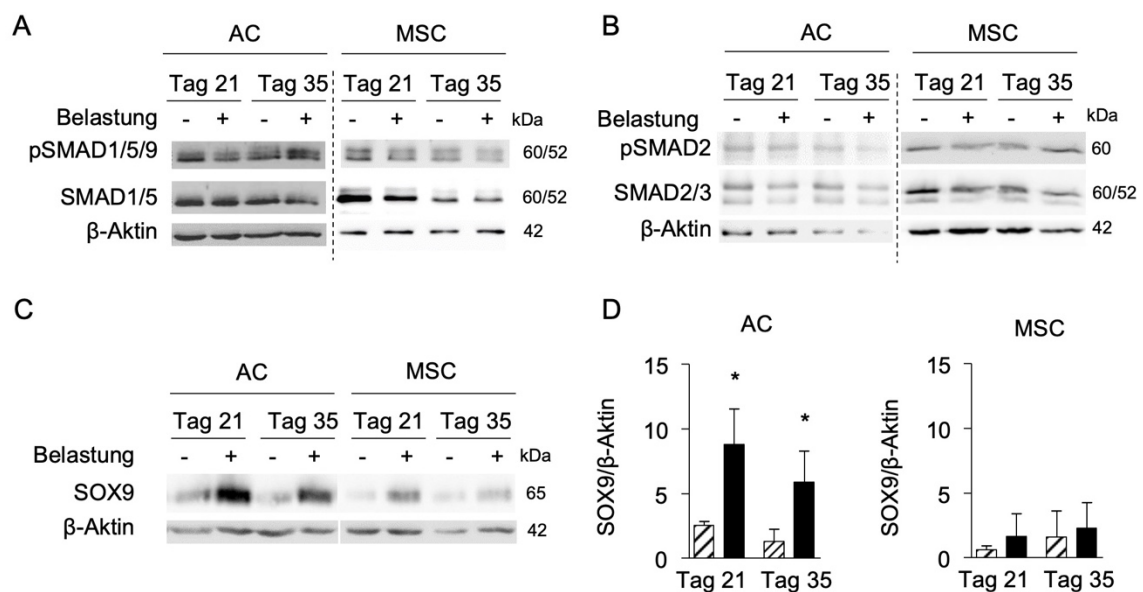 A
AC MSC
Tag 21 Tag 35 Tag 21 Tag 35
Belastung - + - + - + - + kDa
pSMAD1/5/9 60/52
SMAD1/5 60/52
β-Aktin 42
B
AC MSC
Tag 21 Tag 35 Tag 21 Tag 35
Belastung - + - + - + - + kDa
pSMAD2 60
SMAD2/3 60/52
β-Aktin 42
C
AC MSC
Tag 21 Tag 35 Tag 21 Tag 35
Belastung - + - + - + - + kDa
SOX9 65
β-Aktin 42
D
AC
SOX9/β-Aktin
15
10
5
0
* *
Tag 21 Tag 35
MSC
SOX9/β-Aktin
15
10
5
0
Tag 21 Tag 35